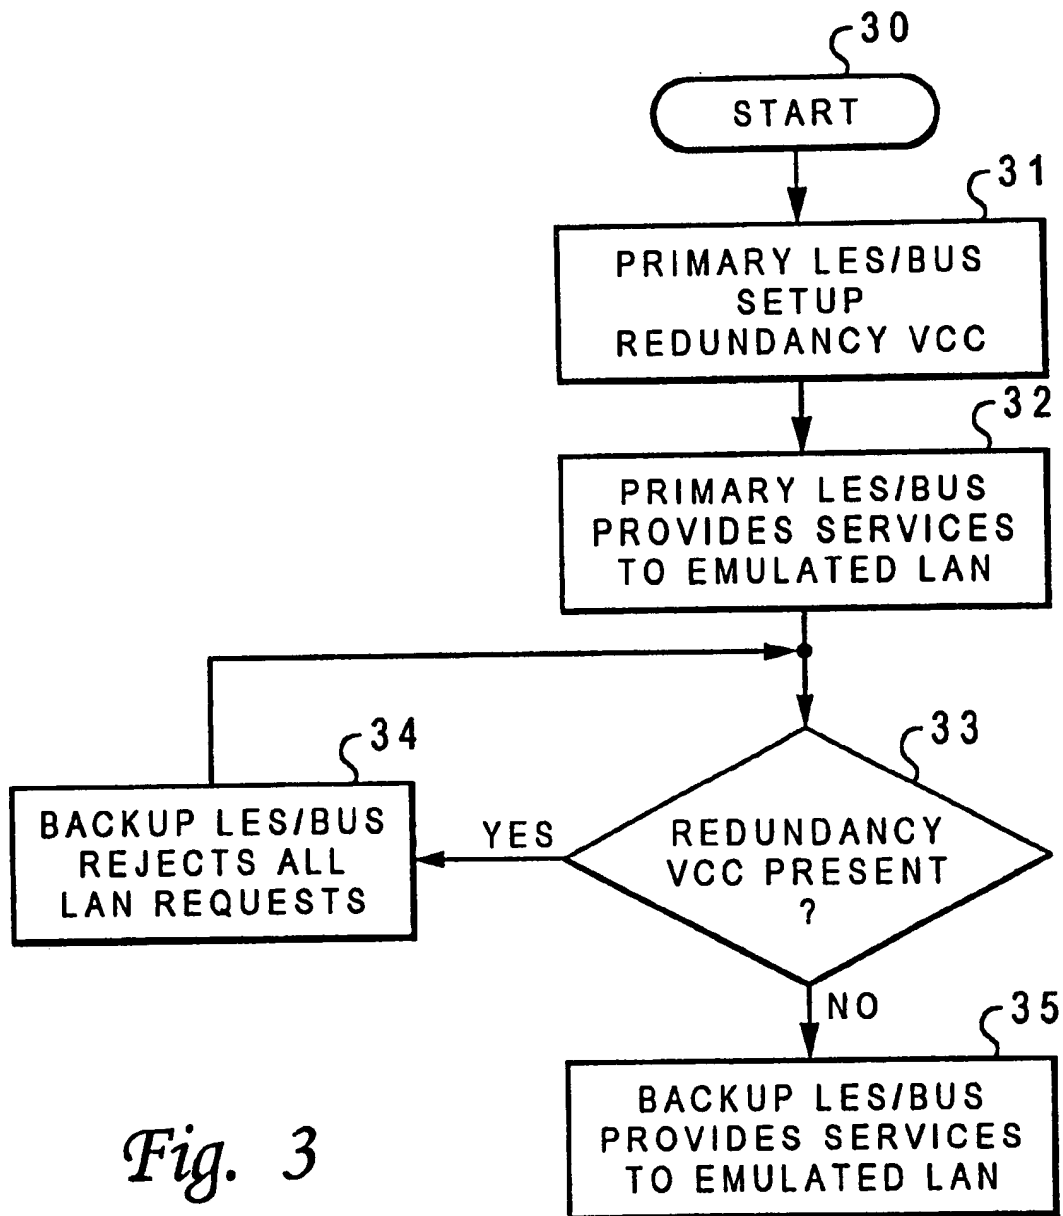 30
START
31
PRIMARY LES/BUS
SETUP
REDUNDANCY VCC
32
PRIMARY LES/BUS
PROVIDES SERVICES
TO EMULATED LAN
33
REDUNDANCY
VCC PRESENT
?
YES
34
BACKUP LES/BUS
REJECTS ALL
LAN REQUESTS
NO
35
BACKUP LES/BUS
PROVIDES SERVICES
TO EMULATED LAN
Fig. 3